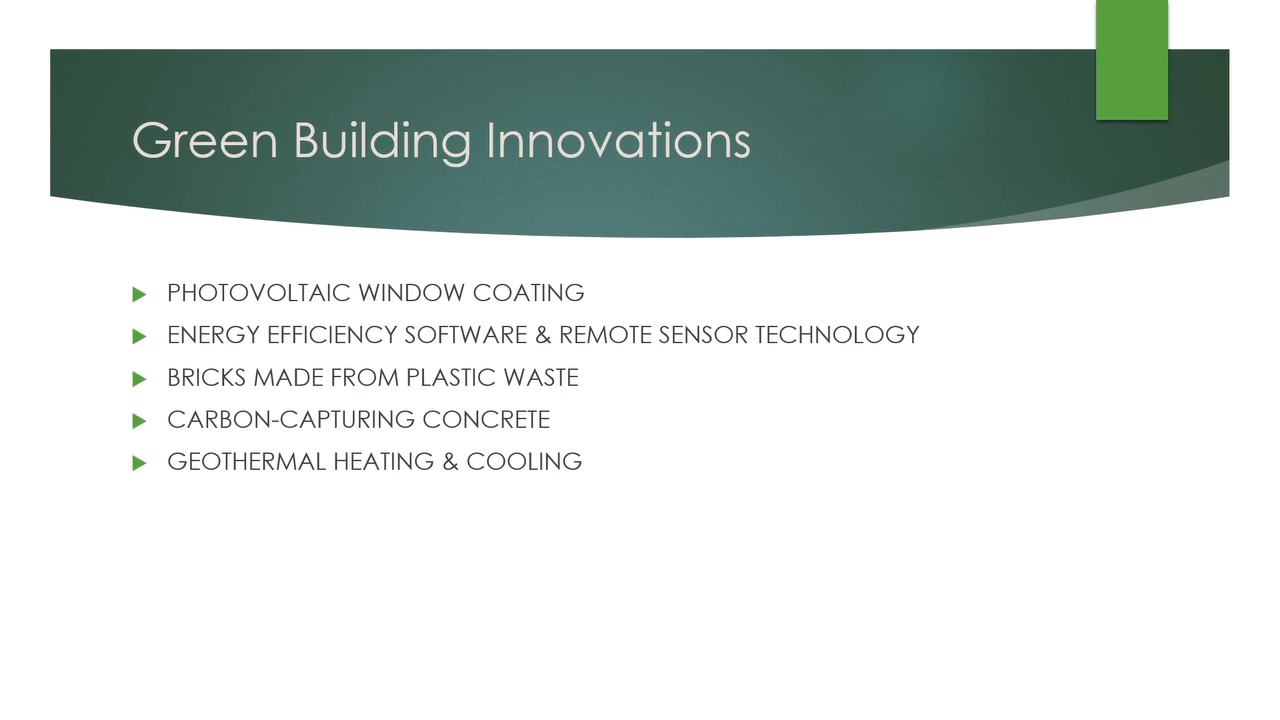 Green Building Innovations
PHOTOVOLTAIC WINDOW COATING
ENERGY EFFICIENCY SOFTWARE & REMOTE SENSOR TECHNOLOGY
BRICKS MADE FROM PLASTIC WASTE
CARBON-CAPTURING CONCRETE
GEOTHERMAL HEATING & COOLING